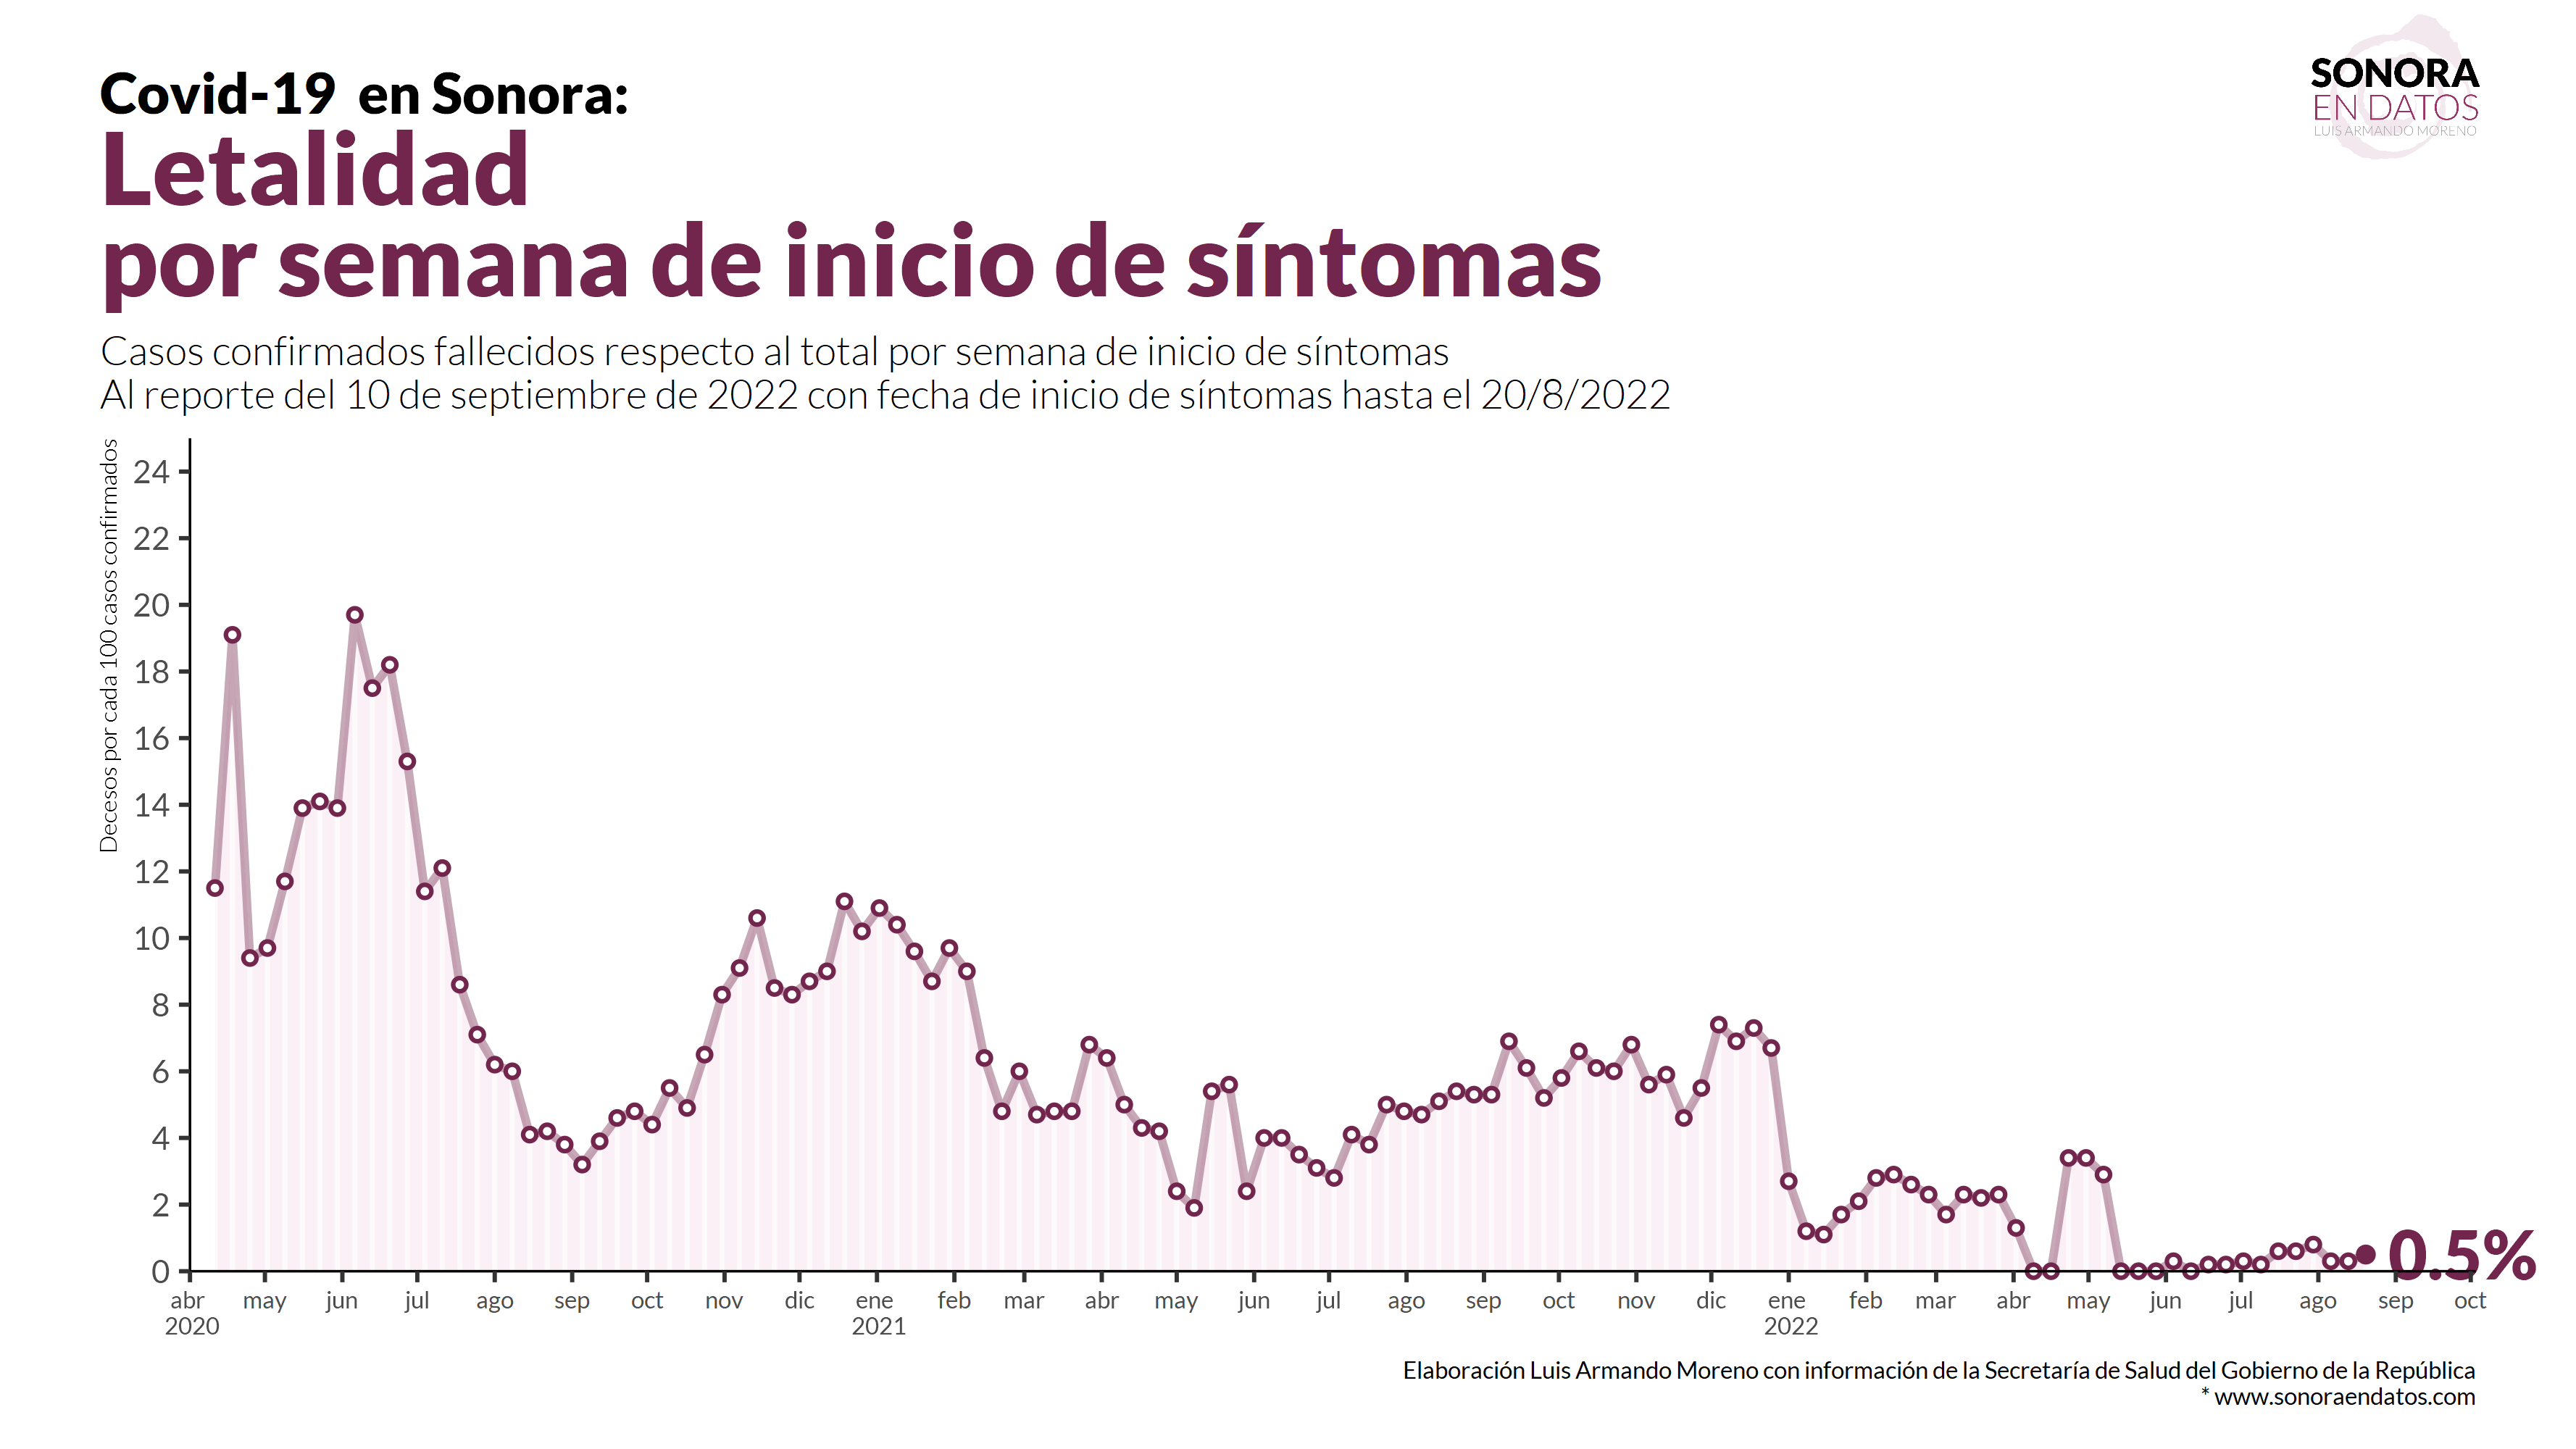 Covid-19 en Sonora:
Letalidad
por semana de inicio de síntomas
Casos confirmados fallecidos respecto al total por semana de inicio de síntomas
Al reporte del 10 de septiembre de 2022 con fecha de inicio de síntomas hasta el 20/8/2022
SONORA
EN DATOS
LUIS ARMANDO MORENO
Decesos por cada 100 casos confirmados
24
22
20
18
16
14
12
10
8
6
4
2
0
0.5%
abr may jun jul ago sep oct nov dic ene feb mar abr may jun jul ago sep oct nov dic ene feb mar abr may jun jul ago sep oct
2020 2021 2022
Elaboración Luis Armando Moreno con información de la Secretaría de Salud del Gobierno de la República
* www.sonoraendatos.com